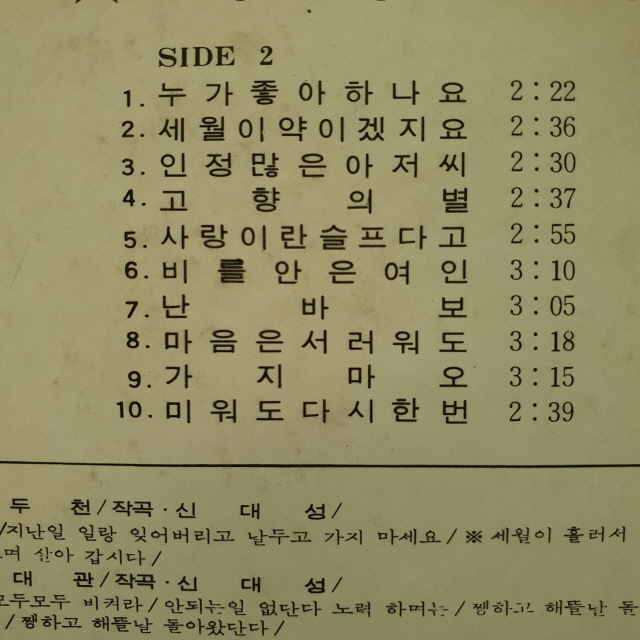 SIDE 2
1. 누가좋아하나요 2:22
2. 세월이약이겠지요 2:36
3. 인정많은아저씨 2:30
4. 고향의별 2:37
5. 사랑이란슬프다고 2:55
6. 비를안은여인 3:10
7. 난바보 3:05
8. 마음은서러워도 3:18
9. 가지마오 3:15
10. 미워도다시한번 2:39
두천/작곡·신대성/
/지난일 일랑 잊어버리고 날두고 가지 마세요/※세월이 흘러서
며 살아 갑시다/
대관/작곡·신대성/
모두모두 비켜라/안되는일 없단다 노력 하며는/쨍하고 해뜰날 돌
/쨍하고 해뜰날 돌아왔단다/